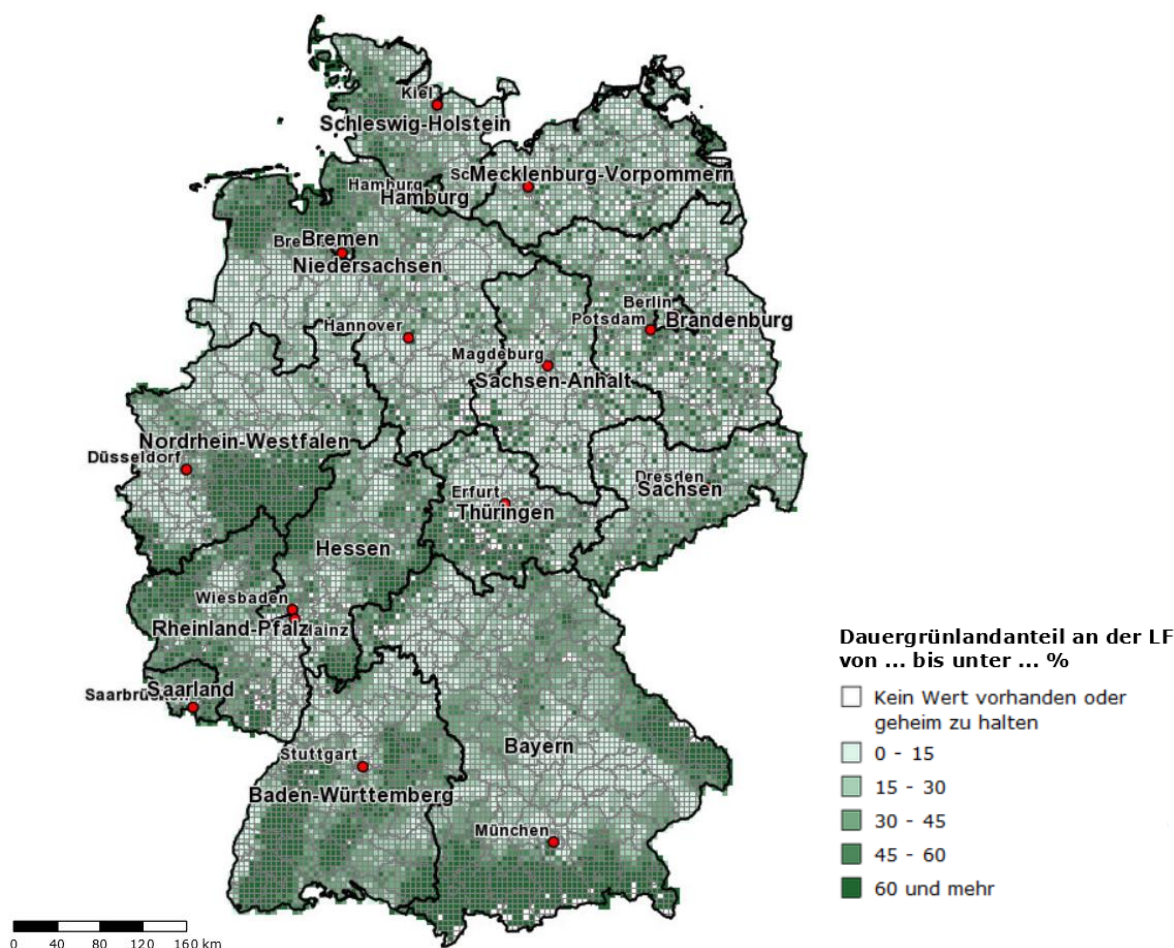 Kiel
Schleswig-Holstein
Mecklenburg-Vorpommern
Hamburg
Hamburg
Bremen
Niedersachsen
Berlin
Potsdam
Brandenburg
Hannover
Magdeburg
Sachsen-Anhalt
Nordrhein-Westfalen
Düsseldorf
Dresden
Sachsen
Erfurt
Thüringen
Hessen
Wiesbaden
Rheinland-Pfalz
Saarland
Bayern
Stuttgart
Baden-Württemberg
München
Dauergrünlandanteil an der LF
von ... bis unter ... %
Kein Wert vorhanden oder
geheim zu halten
0 - 15
15 - 30
30 - 45
45 - 60
60 und mehr
0 40 80 120 160 km